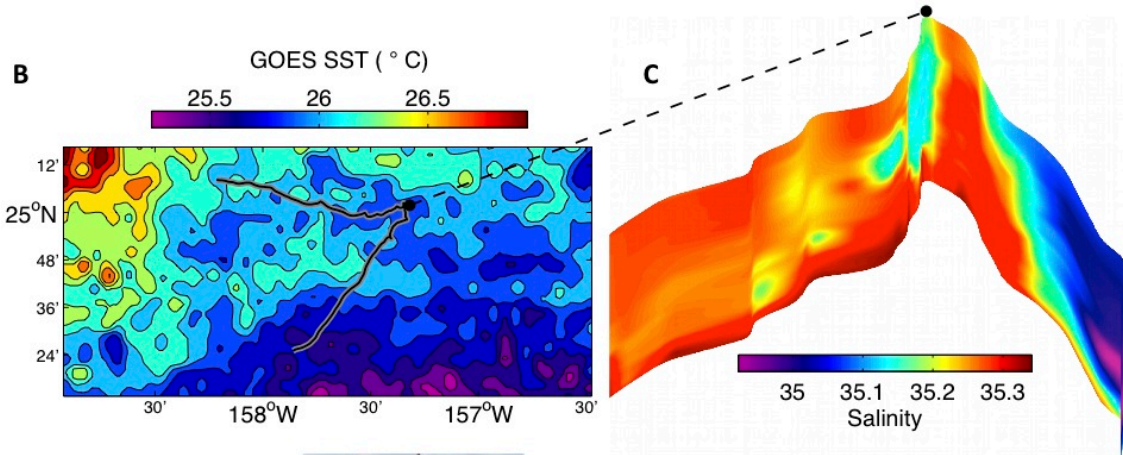 B
GOES SST ( ° C)
25.5 26 26.5
12'
25°N
48'
36'
24'
30' 158°W 30' 157°W 30'
C
35 35.1 35.2 35.3
Salinity